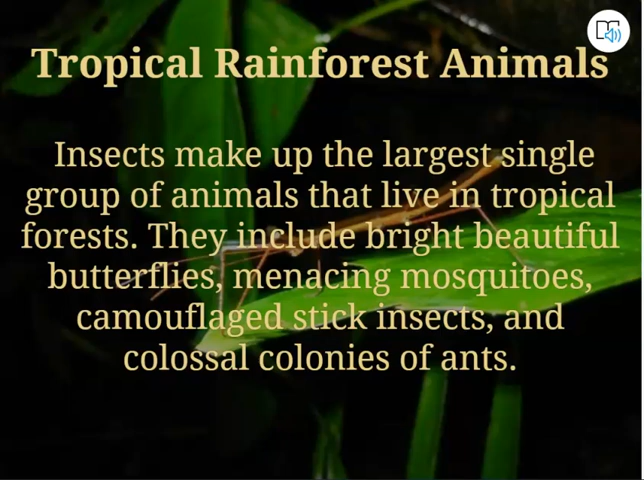 Tropical Rainforest Animals
Insects make up the largest single
group of animals that live in tropical
forests. They include bright beautiful
butterflies, menacing mosquitoes,
camouflaged stick insects, and
colossal colonies of ants.